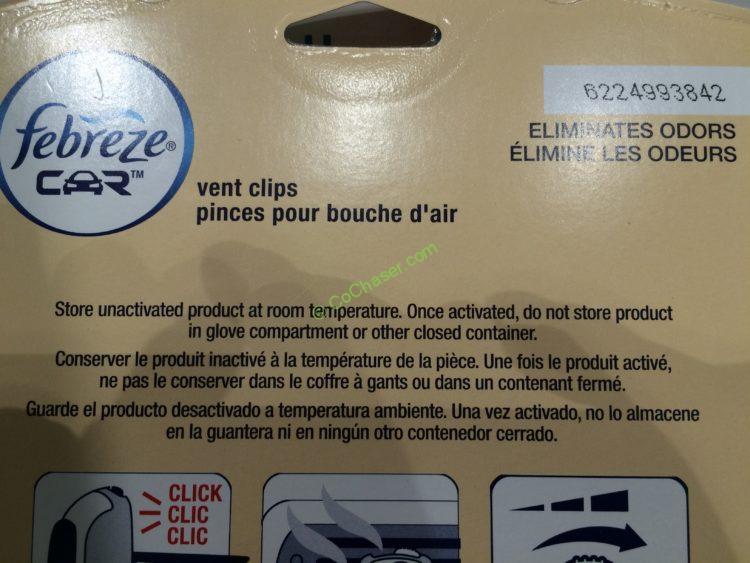 6224993842
febreze®
CAR™
ELIMINATES ODORS
ÉLIMINE LES ODEURS
vent clips
pinces pour bouche d'air
© CoChaser.com
Store unactivated product at room temperature. Once activated, do not store product
in glove compartment or other closed container.
Conserver le produit inactivé à la température de la pièce. Une fois le produit activé,
ne pas le conserver dans le coffre à gants ou dans un contenant fermé.
Guarde el producto desactivado a temperatura ambiente. Una vez activado, no lo almacene
en la guantera ni en ningún otro contenedor cerrado.
CLICK
CLIC
CLIC